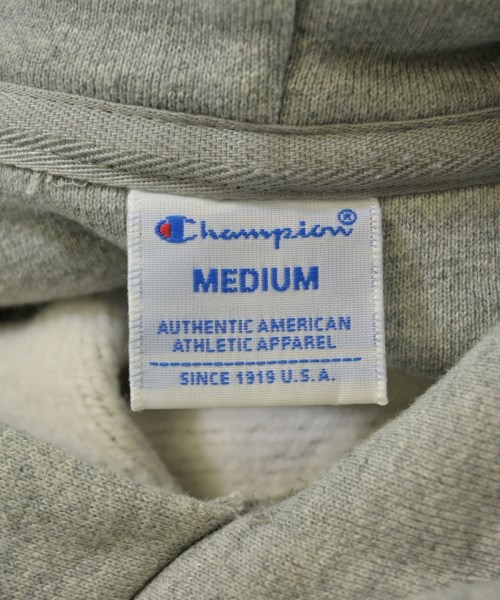 Champion®
MEDIUM
AUTHENTIC AMERICAN
ATHLETIC APPAREL
SINCE 1919 U.S.A.